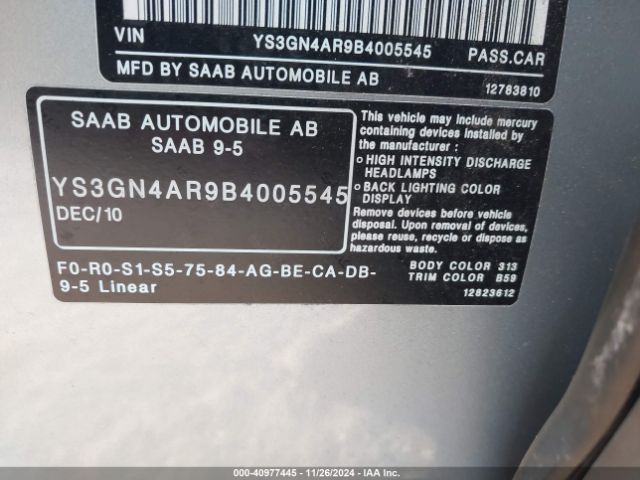 VIN YS3GN4AR9B4005545 PASS.CAR
MFD BY SAAB AUTOMOBILE AB 12783810
SAAB AUTOMOBILE AB
SAAB 9-5
YS3GN4AR9B4005545
DEC/10
This vehicle may include mercury
containing devices installed by
the manufacturer :
o HIGH INTENSITY DISCHARGE
HEADLAMPS
o BACK LIGHTING COLOR
DISPLAY
Remove devices before vehicle
disposal. Upon removal of devices,
please reuse, recycle or dispose as
hazardous waste.
F0-R0-S1-S5-75-84-AG-BE-CA-DB-
9-5 Linear
BODY COLOR 313
TRIM COLOR B59
12823612
000-40977445 - 11/26/2024 - IAAI.com